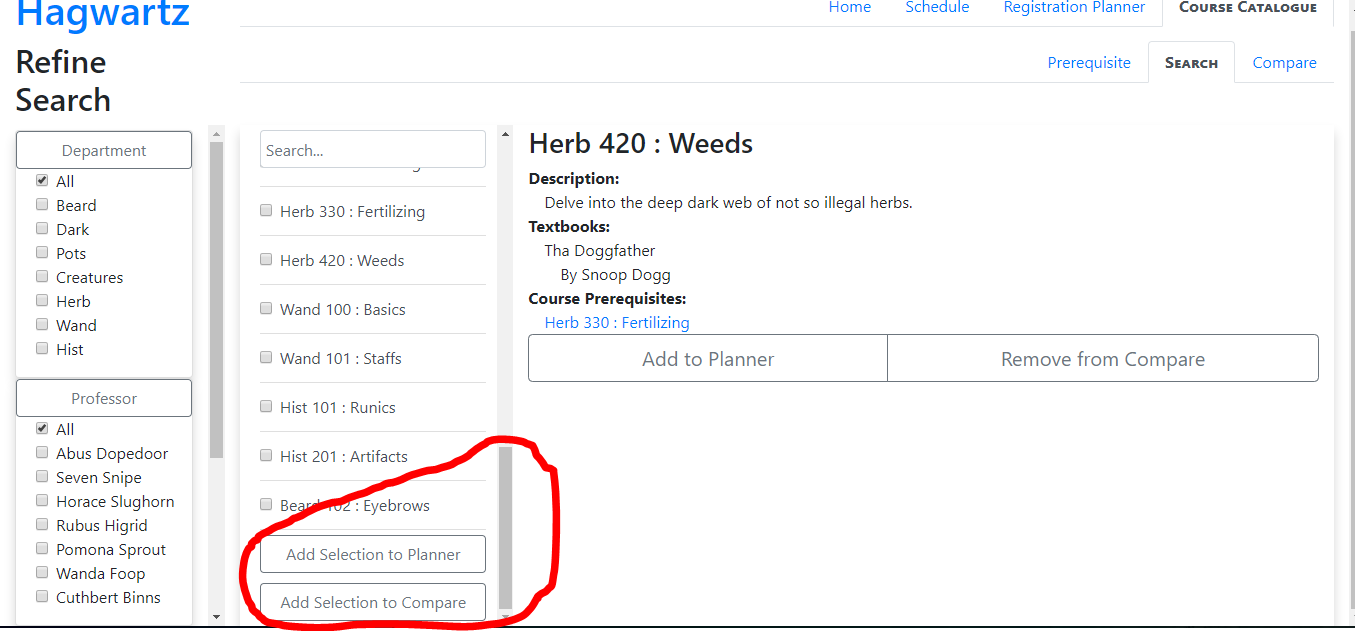 Hagwartz
Home Schedule Registration Planner Course Catalogue
Refine
Search
Prerequisite Search Compare
Department
All
Beard
Dark
Pots
Creatures
Herb
Wand
Hist
Professor
All
Abus Dopedoor
Seven Snipe
Horace Slughorn
Rubus Higrid
Pomona Sprout
Wanda Foop
Cuthbert Binns
Search...
Herb 330 : Fertilizing
Herb 420 : Weeds
Wand 100 : Basics
Wand 101 : Staffs
Hist 101 : Runics
Hist 201 : Artifacts
Beard 102 : Eyebrows
Add Selection to Planner
Add Selection to Compare
Herb 420 : Weeds
Description:
Delve into the deep dark web of not so illegal herbs.
Textbooks:
Tha Doggfather
By Snoop Dogg
Course Prerequisites:
Herb 330 : Fertilizing
Add to Planner Remove from Compare